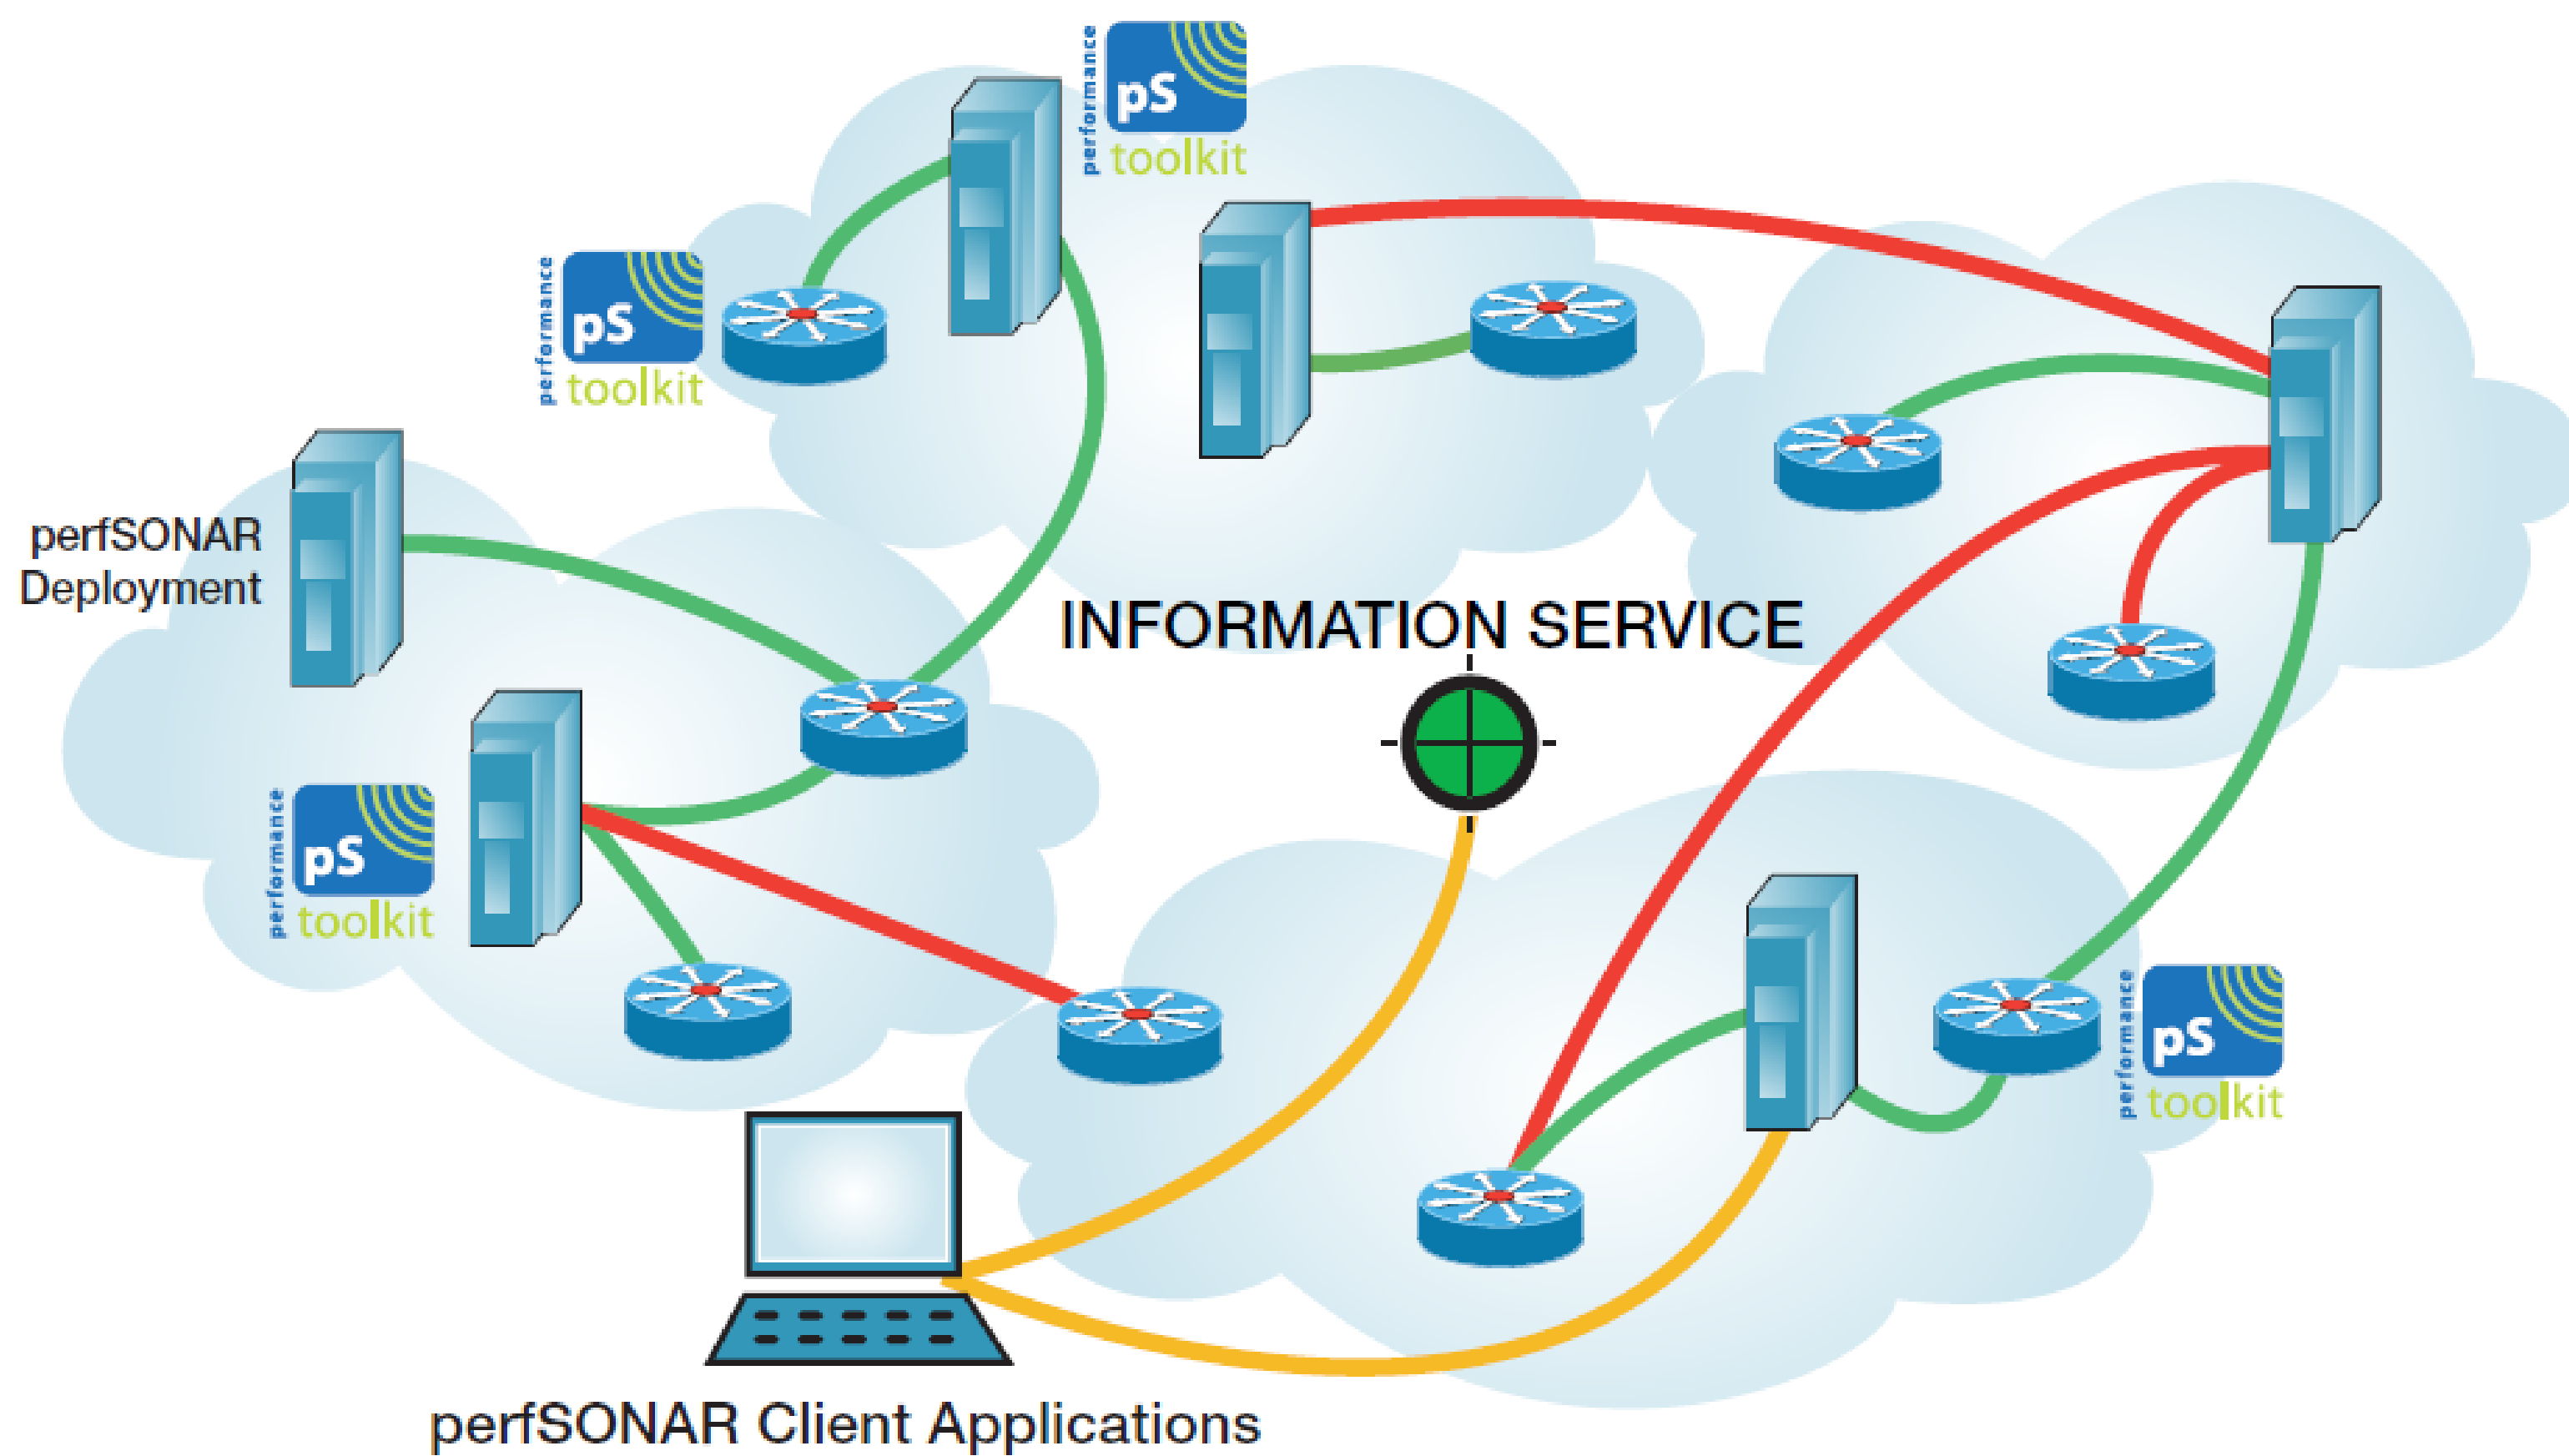 performance
pS
toolkit
performance
pS
toolkit
perfSONAR
Deployment
INFORMATION SERVICE
performance
pS
toolkit
performance
pS
toolkit
perfSONAR Client Applications